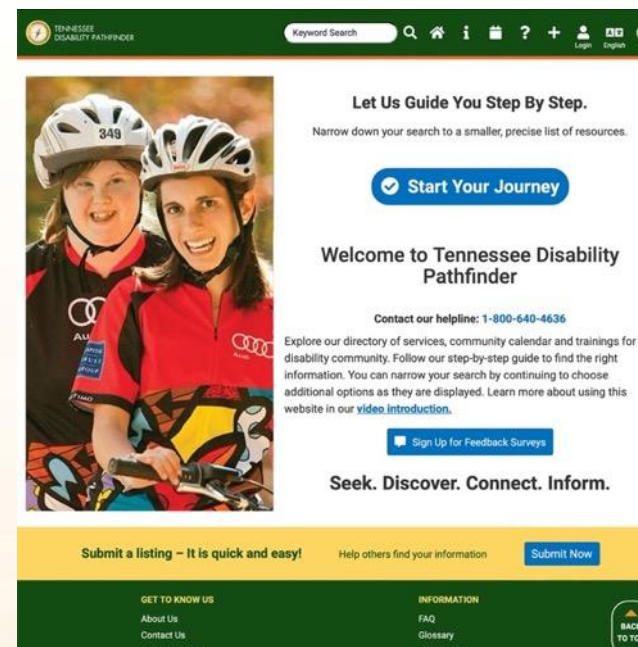 TENNESSEE
DISABILITY PATHFINDER
Keyword Search
Login
English
349
Audi
Let Us Guide You Step By Step.
Narrow down your search to a smaller, precise list of resources.
Start Your Journey
Welcome to Tennessee Disability
Pathfinder
Contact our helpline: 1-800-640-4636
Explore our directory of services, community calendar and trainings for
disability community. Follow our step-by-step guide to find the right
information. You can narrow your search by continuing to choose
additional options as they are displayed. Learn more about using this
website in our video introduction.
Sign Up for Feedback Surveys
Seek. Discover. Connect. Inform.
Submit a listing – It is quick and easy!
Help others find your information
Submit Now
GET TO KNOW US
About Us
Contact Us
INFORMATION
FAQ
Glossary
BACK